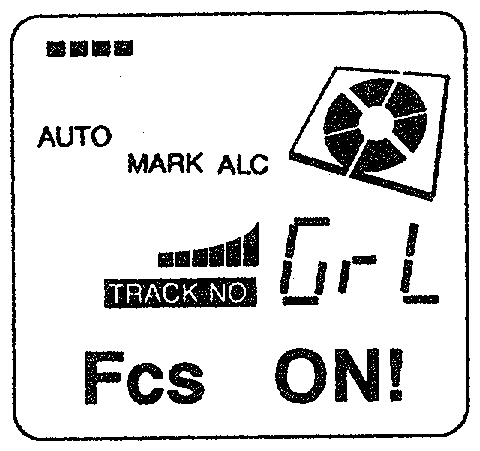 AUTO
MARK ALC
GrL
TRACK NO
Fcs ON!